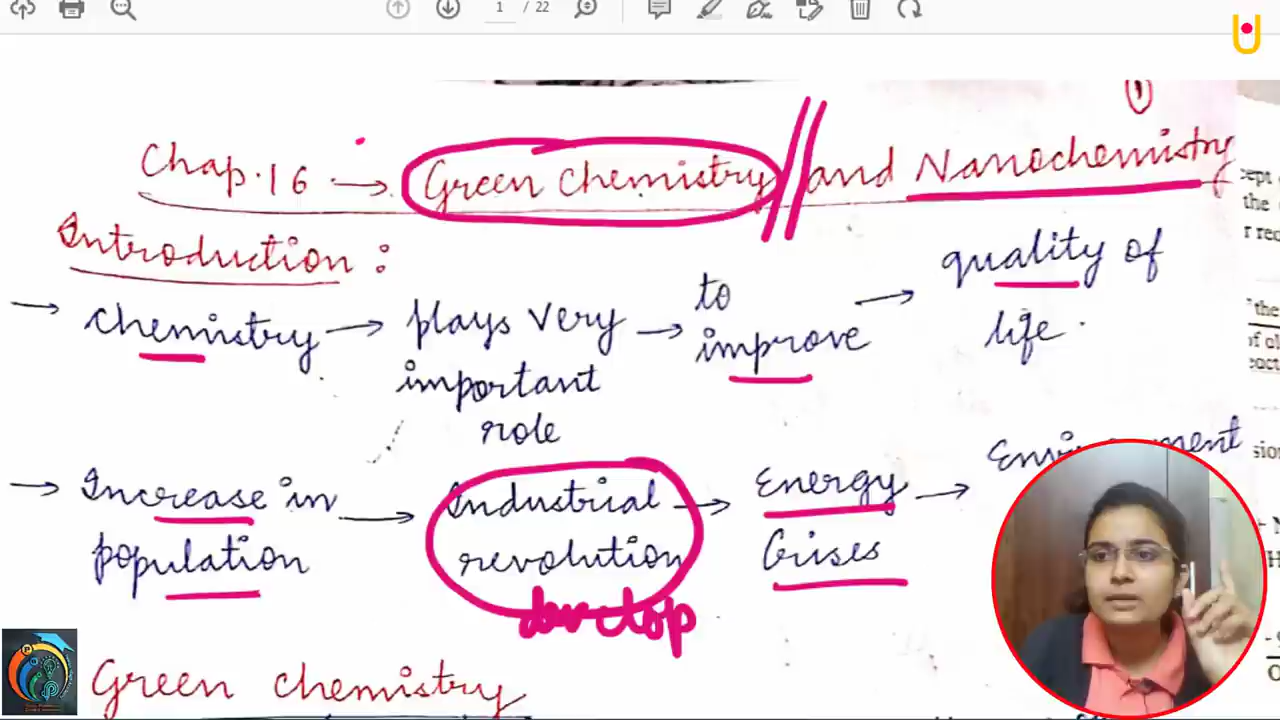 1 / 22
Chap.16 → Green Chemistry and Nanochemistry
Introduction :
→ chemistry → plays very important role → to improve → quality of life.
→ Increase in population → Industrial revolution → Energy Crises →
develop
Green chemistry